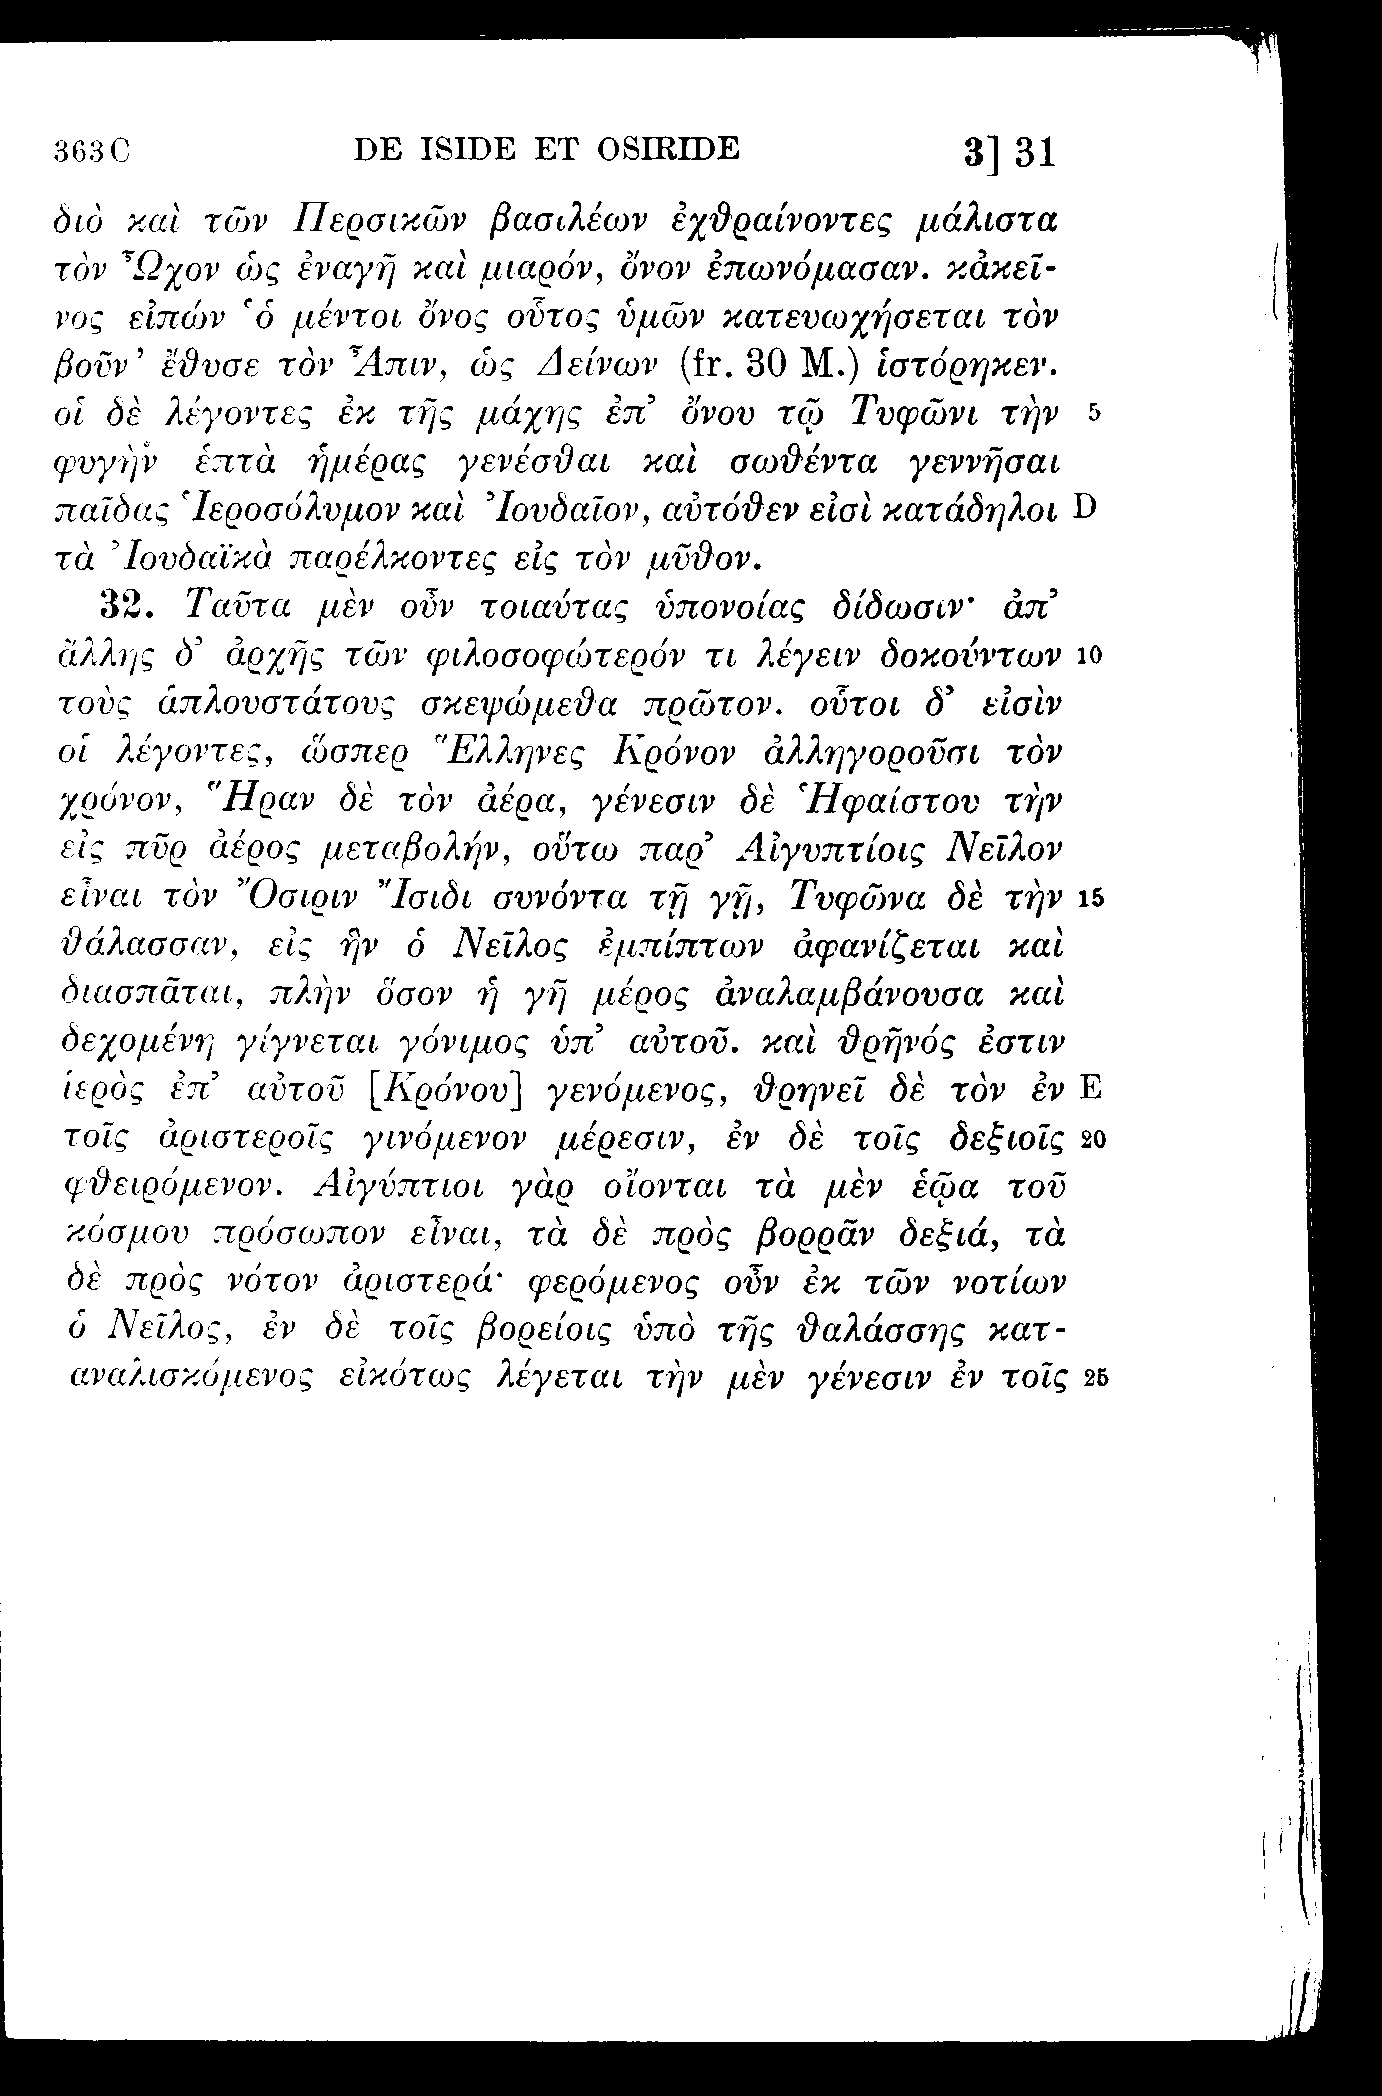 363C DE ISIDE ET OSIRIDE 3] 31
διὸ καὶ τῶν Περσικῶν βασιλέων ἐχθραίνοντες μάλιστα
τὸν Ὦχον ὡς ἐναγῆ καὶ μιαρόν, ὄνον ἐπωνόμασαν. κἀκεῖ-
νος εἰπών ‘ὁ μέντοι ὄνος οὗτος ὑμῶν κατευωχήσεται τὸν
βοῦν’ ἔθυσε τὸν Ἆπιν, ὡς Δείνων (fr. 30 M.) ἱστόρηκεν.
οἱ δὲ λέγοντες ἐκ τῆς μάχης ἐπ’ ὄνου τῷ Τυφῶνι τὴν 5
φυγὴν ἑπτὰ ἡμέρας γενέσθαι καὶ σωθέντα γεννῆσαι
παῖδας Ἱεροσόλυμον καὶ Ἰουδαῖον, αὐτόθεν εἰσὶ κατάδηλοι D
τὰ Ἰουδαϊκὰ παρέλκοντες εἰς τὸν μῦθον.
32. Ταῦτα μὲν οὖν τοιαύτας ὑπονοίας δίδωσιν· ἀπ’
ἄλλης δ’ ἀρχῆς τῶν φιλοσοφώτερόν τι λέγειν δοκούντων 10
τοὺς ἁπλουστάτους σκεψώμεθα πρῶτον. οὗτοι δ’ εἰσὶν
οἱ λέγοντες, ὥσπερ Ἕλληνες Κρόνον ἀλληγοροῦσι τὸν
χρόνον, Ἥραν δὲ τὸν ἀέρα, γένεσιν δὲ Ἡφαίστου τὴν
εἰς πῦρ ἀέρος μεταβολήν, οὕτω παρ’ Αἰγυπτίοις Νεῖλον
εἶναι τὸν Ὄσιριν Ἴσιδι συνόντα τῇ γῇ, Τυφῶνα δὲ τὴν 15
θάλασσαν, εἰς ἣν ὁ Νεῖλος ἐμπίπτων ἀφανίζεται καὶ
διασπᾶται, πλὴν ὅσον ἡ γῆ μέρος ἀναλαμβάνουσα καὶ
δεχομένη γίγνεται γόνιμος ὑπ’ αὐτοῦ. καὶ θρῆνός ἐστιν
ἱερὸς ἐπ’ αὐτοῦ [Κρόνου] γενόμενος, θρηνεῖ δὲ τὸν ἐν E
τοῖς ἀριστεροῖς γινόμενον μέρεσιν, ἐν δὲ τοῖς δεξιοῖς 20
φθειρόμενον. Αἰγύπτιοι γὰρ οἴονται τὰ μὲν ἑῷα τοῦ
κόσμου πρόσωπον εἶναι, τὰ δὲ πρὸς βορρᾶν δεξιά, τὰ
δὲ πρὸς νότον ἀριστερά· φερόμενος οὖν ἐκ τῶν νοτίων
ὁ Νεῖλος, ἐν δὲ τοῖς βορείοις ὑπὸ τῆς θαλάσσης κατ-
αναλισκόμενος εἰκότως λέγεται τὴν μὲν γένεσιν ἐν τοῖς 25